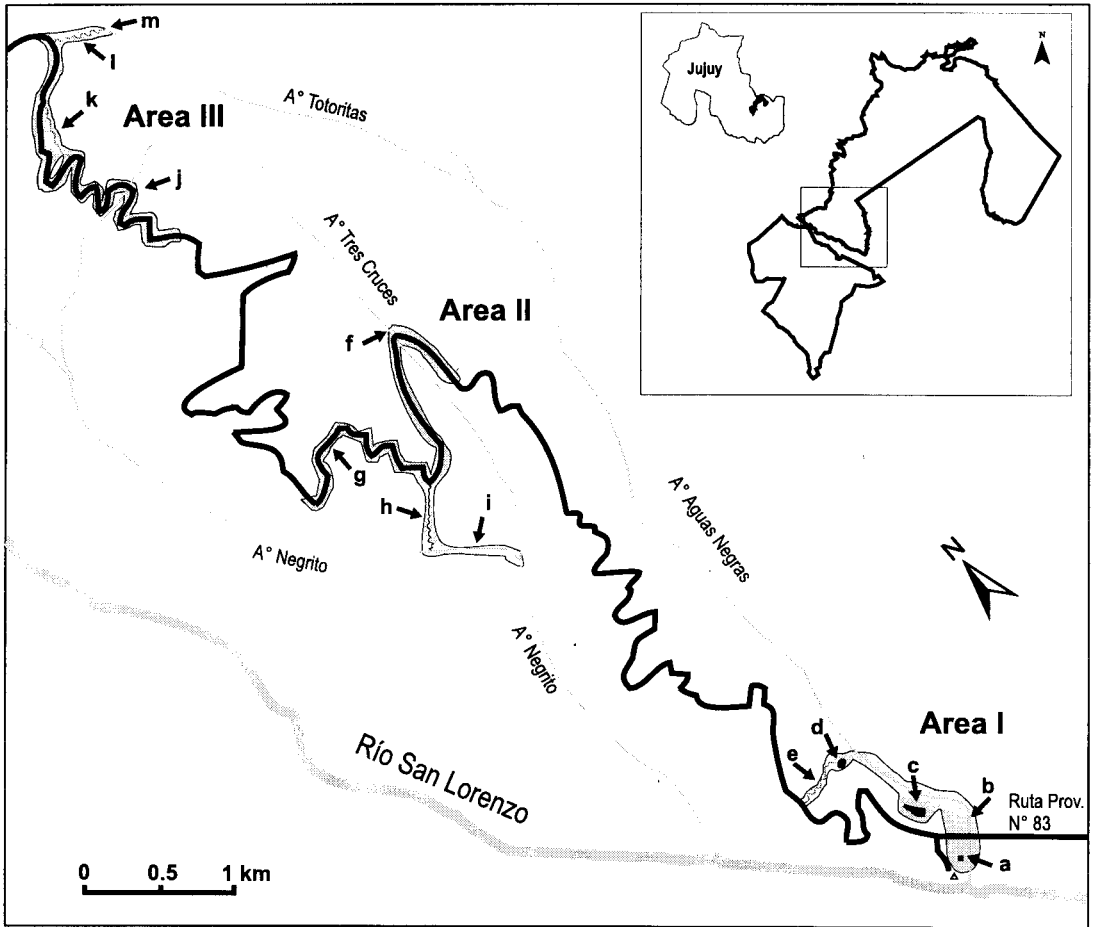 m
l
k
Area III
j
A° Totoritas
Jujuy
N
A° Tres Cruces
Area II
f
g
h
i
A° Negrito
A° Aguas Negras
N
A° Negrito
Río San Lorenzo
Area I
d
e
c
b
Ruta Prov.
N° 83
a
0 0.5 1 km